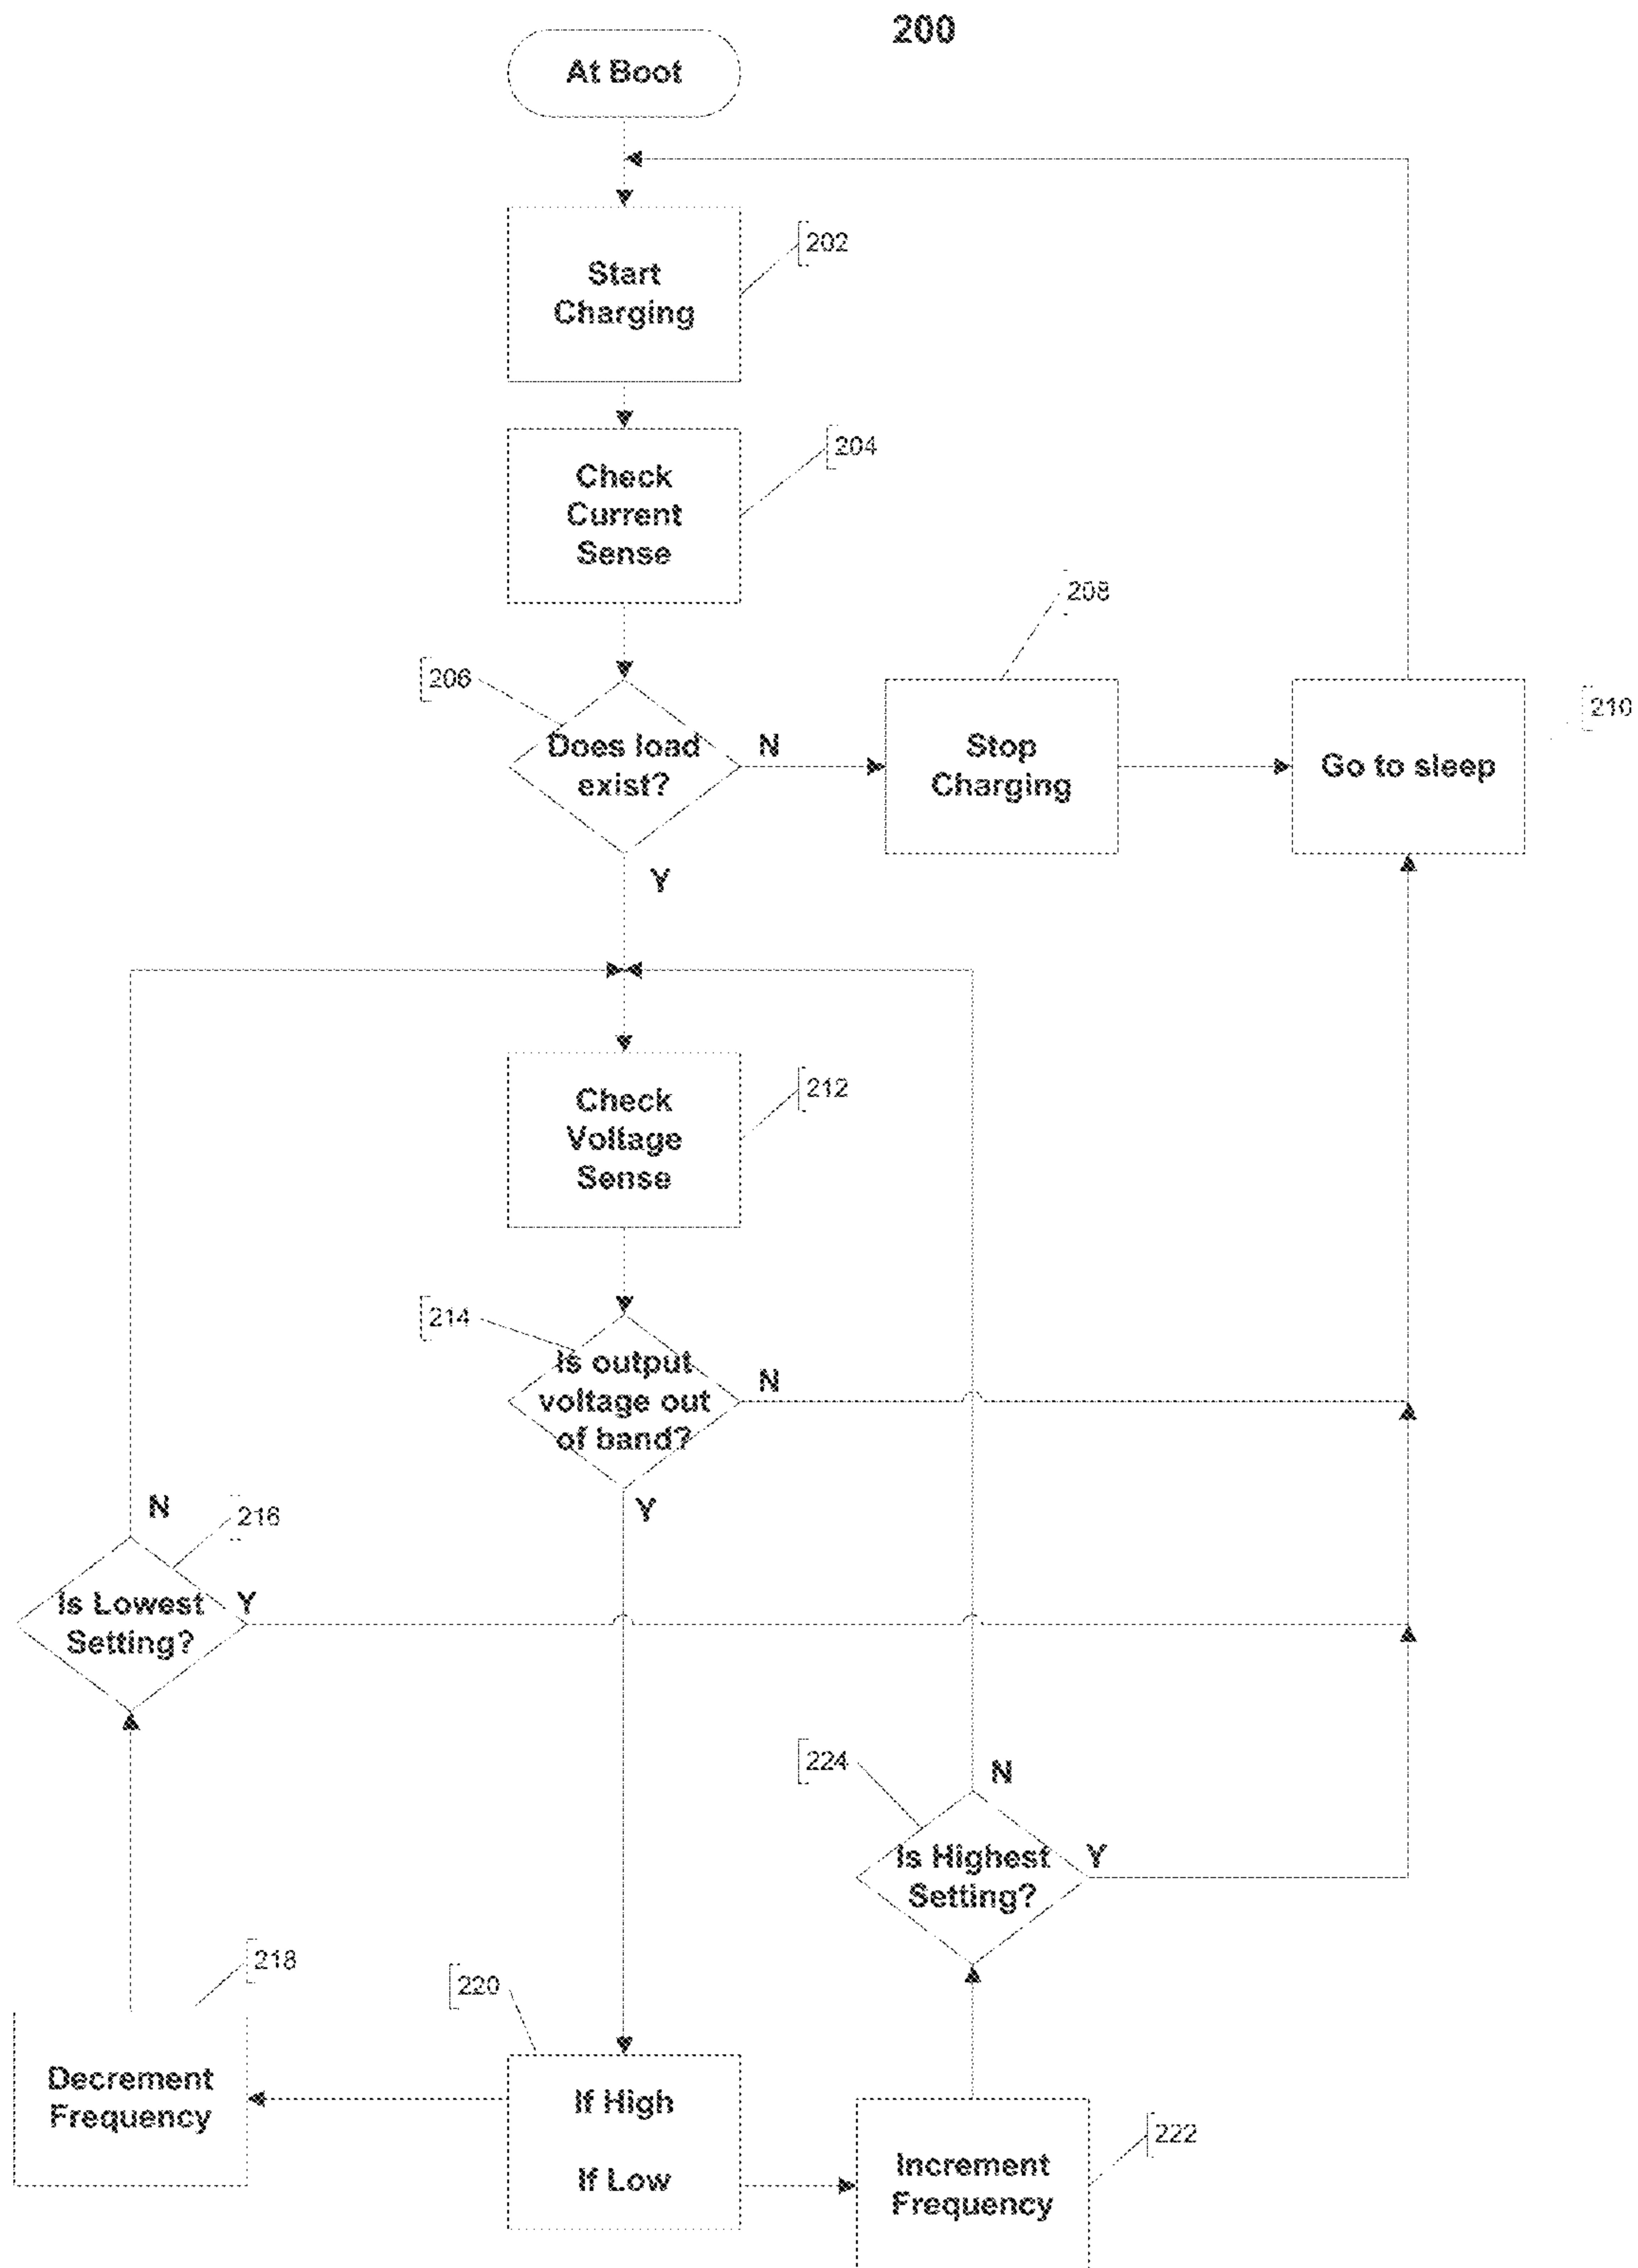 200
At Boot
Start
Charging
202
Check
Current
Sense
204
206
Does load
exist?
N
Y
208
Stop
Charging
Go to sleep
210
Check
Voltage
Sense
212
214
Is output
voltage out
of band?
N
Y
N
216
Is Lowest
Setting?
Y
224
N
Is Highest
Setting?
Y
218
Decrement
Frequency
220
If High
If Low
222
Increment
Frequency